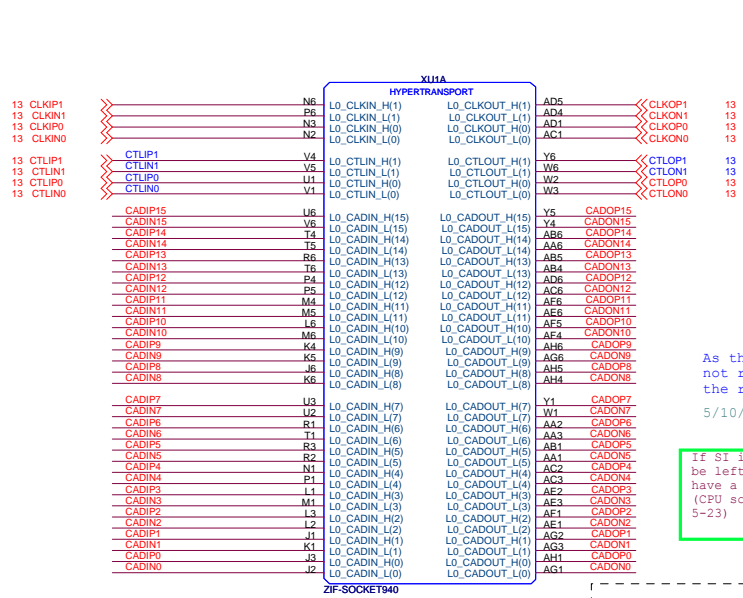 XU1A
HYPERTRANSPORT
13 CLKIP1 N6 L0_CLKIN_H(1) L0_CLKOUT_H(1) AD5 CLKOP1 13
13 CLKIN1 P6 L0_CLKIN_L(1) L0_CLKOUT_L(1) AD4 CLKON1 13
13 CLKIP0 N3 L0_CLKIN_H(0) L0_CLKOUT_H(0) AD1 CLKOP0 13
13 CLKIN0 N2 L0_CLKIN_L(0) L0_CLKOUT_L(0) AC1 CLKON0 13
13 CTLIP1 CTLIP1 V4 L0_CTLIN_H(1) L0_CTLOUT_H(1) Y6 CTLOP1 13
13 CTLIN1 CTLIN1 V5 L0_CTLIN_L(1) L0_CTLOUT_L(1) W6 CTLON1 13
13 CTLIP0 CTLIP0 U1 L0_CTLIN_H(0) L0_CTLOUT_H(0) W2 CTLOP0 13
13 CTLIN0 CTLIN0 V1 L0_CTLIN_L(0) L0_CTLOUT_L(0) W3 CTLON0 13
CADIP15 U6 L0_CADIN_H(15) L0_CADOUT_H(15) Y5 CADOP15
CADIN15 V6 L0_CADIN_L(15) L0_CADOUT_L(15) Y4 CADON15
CADIP14 T4 L0_CADIN_H(14) L0_CADOUT_H(14) AB6 CADOP14
CADIN14 T5 L0_CADIN_L(14) L0_CADOUT_L(14) AA6 CADON14
CADIP13 R6 L0_CADIN_H(13) L0_CADOUT_H(13) AB5 CADOP13
CADIN13 T6 L0_CADIN_L(13) L0_CADOUT_L(13) AB4 CADON13
CADIP12 P4 L0_CADIN_H(12) L0_CADOUT_H(12) AD6 CADOP12
CADIN12 P5 L0_CADIN_L(12) L0_CADOUT_L(12) AC6 CADON12
CADIP11 M4 L0_CADIN_H(11) L0_CADOUT_H(11) AF6 CADOP11
CADIN11 M5 L0_CADIN_L(11) L0_CADOUT_L(11) AE6 CADON11
CADIP10 L6 L0_CADIN_H(10) L0_CADOUT_H(10) AF5 CADOP10
CADIN10 M6 L0_CADIN_L(10) L0_CADOUT_L(10) AF4 CADON10
CADIP9 K4 L0_CADIN_H(9) L0_CADOUT_H(9) AH6 CADOP9
CADIN9 K5 L0_CADIN_L(9) L0_CADOUT_L(9) AG6 CADON9
CADIP8 J6 L0_CADIN_H(8) L0_CADOUT_H(8) AH5 CADOP8
CADIN8 K6 L0_CADIN_L(8) L0_CADOUT_L(8) AH4 CADON8
CADIP7 U3 L0_CADIN_H(7) L0_CADOUT_H(7) Y1 CADOP7
CADIN7 U2 L0_CADIN_L(7) L0_CADOUT_L(7) W1 CADON7
CADIP6 R1 L0_CADIN_H(6) L0_CADOUT_H(6) AA2 CADOP6
CADIN6 T1 L0_CADIN_L(6) L0_CADOUT_L(6) AA3 CADON6
CADIP5 R3 L0_CADIN_H(5) L0_CADOUT_H(5) AB1 CADOP5
CADIN5 R2 L0_CADIN_L(5) L0_CADOUT_L(5) AA1 CADON5
CADIP4 N1 L0_CADIN_H(4) L0_CADOUT_H(4) AC2 CADOP4
CADIN4 P1 L0_CADIN_L(4) L0_CADOUT_L(4) AC3 CADON4
CADIP3 L1 L0_CADIN_H(3) L0_CADOUT_H(3) AE2 CADOP3
CADIN3 M1 L0_CADIN_L(3) L0_CADOUT_L(3) AE3 CADON3
CADIP2 L3 L0_CADIN_H(2) L0_CADOUT_H(2) AF1 CADOP2
CADIN2 L2 L0_CADIN_L(2) L0_CADOUT_L(2) AE1 CADON2
CADIP1 J1 L0_CADIN_H(1) L0_CADOUT_H(1) AG2 CADOP1
CADIN1 K1 L0_CADIN_L(1) L0_CADOUT_L(1) AG3 CADON1
CADIP0 J3 L0_CADIN_H(0) L0_CADOUT_H(0) AH1 CADOP0
CADIN0 J2 L0_CADIN_L(0) L0_CADOUT_L(0) AG1 CADON0
ZIF-SOCKET940
As th
not r
the r
5/10/
If SI i
be left
have a
(CPU so
5-23)